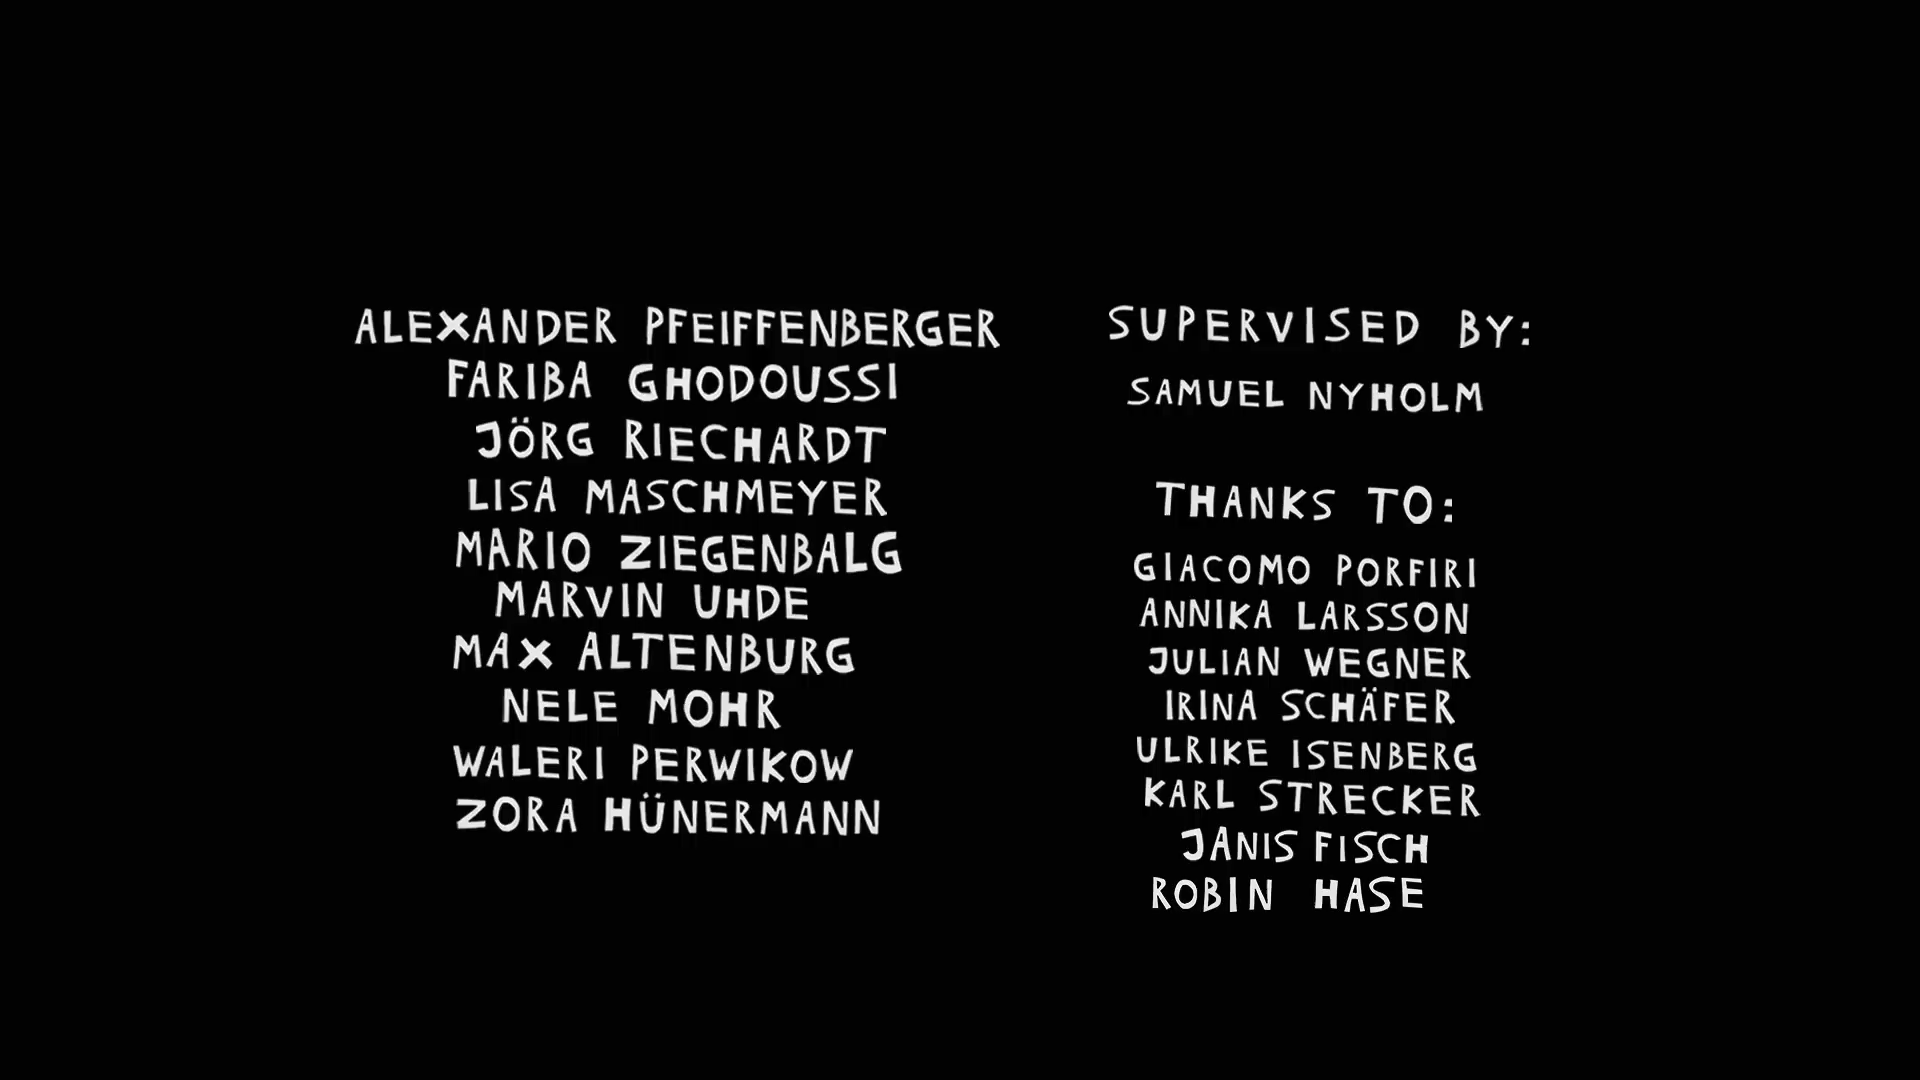 ALEXANDER PFEIFFENBERGER
FARIBA GHODOUSSI
JÖRG RIECHARDT
LISA MASCHMEYER
MARIO ZIEGENBALG
MARVIN UHDE
MAX ALTENBURG
NELE MOHR
WALERI PERWIKOW
ZORA HÜNERMANN
SUPERVISED BY:
SAMUEL NYHOLM
THANKS TO:
GIACOMO PORFIRI
ANNIKA LARSSON
JULIAN WEGNER
IRINA SCHÄFER
ULRIKE ISENBERG
KARL STRECKER
JANIS FISCH
ROBIN HASE